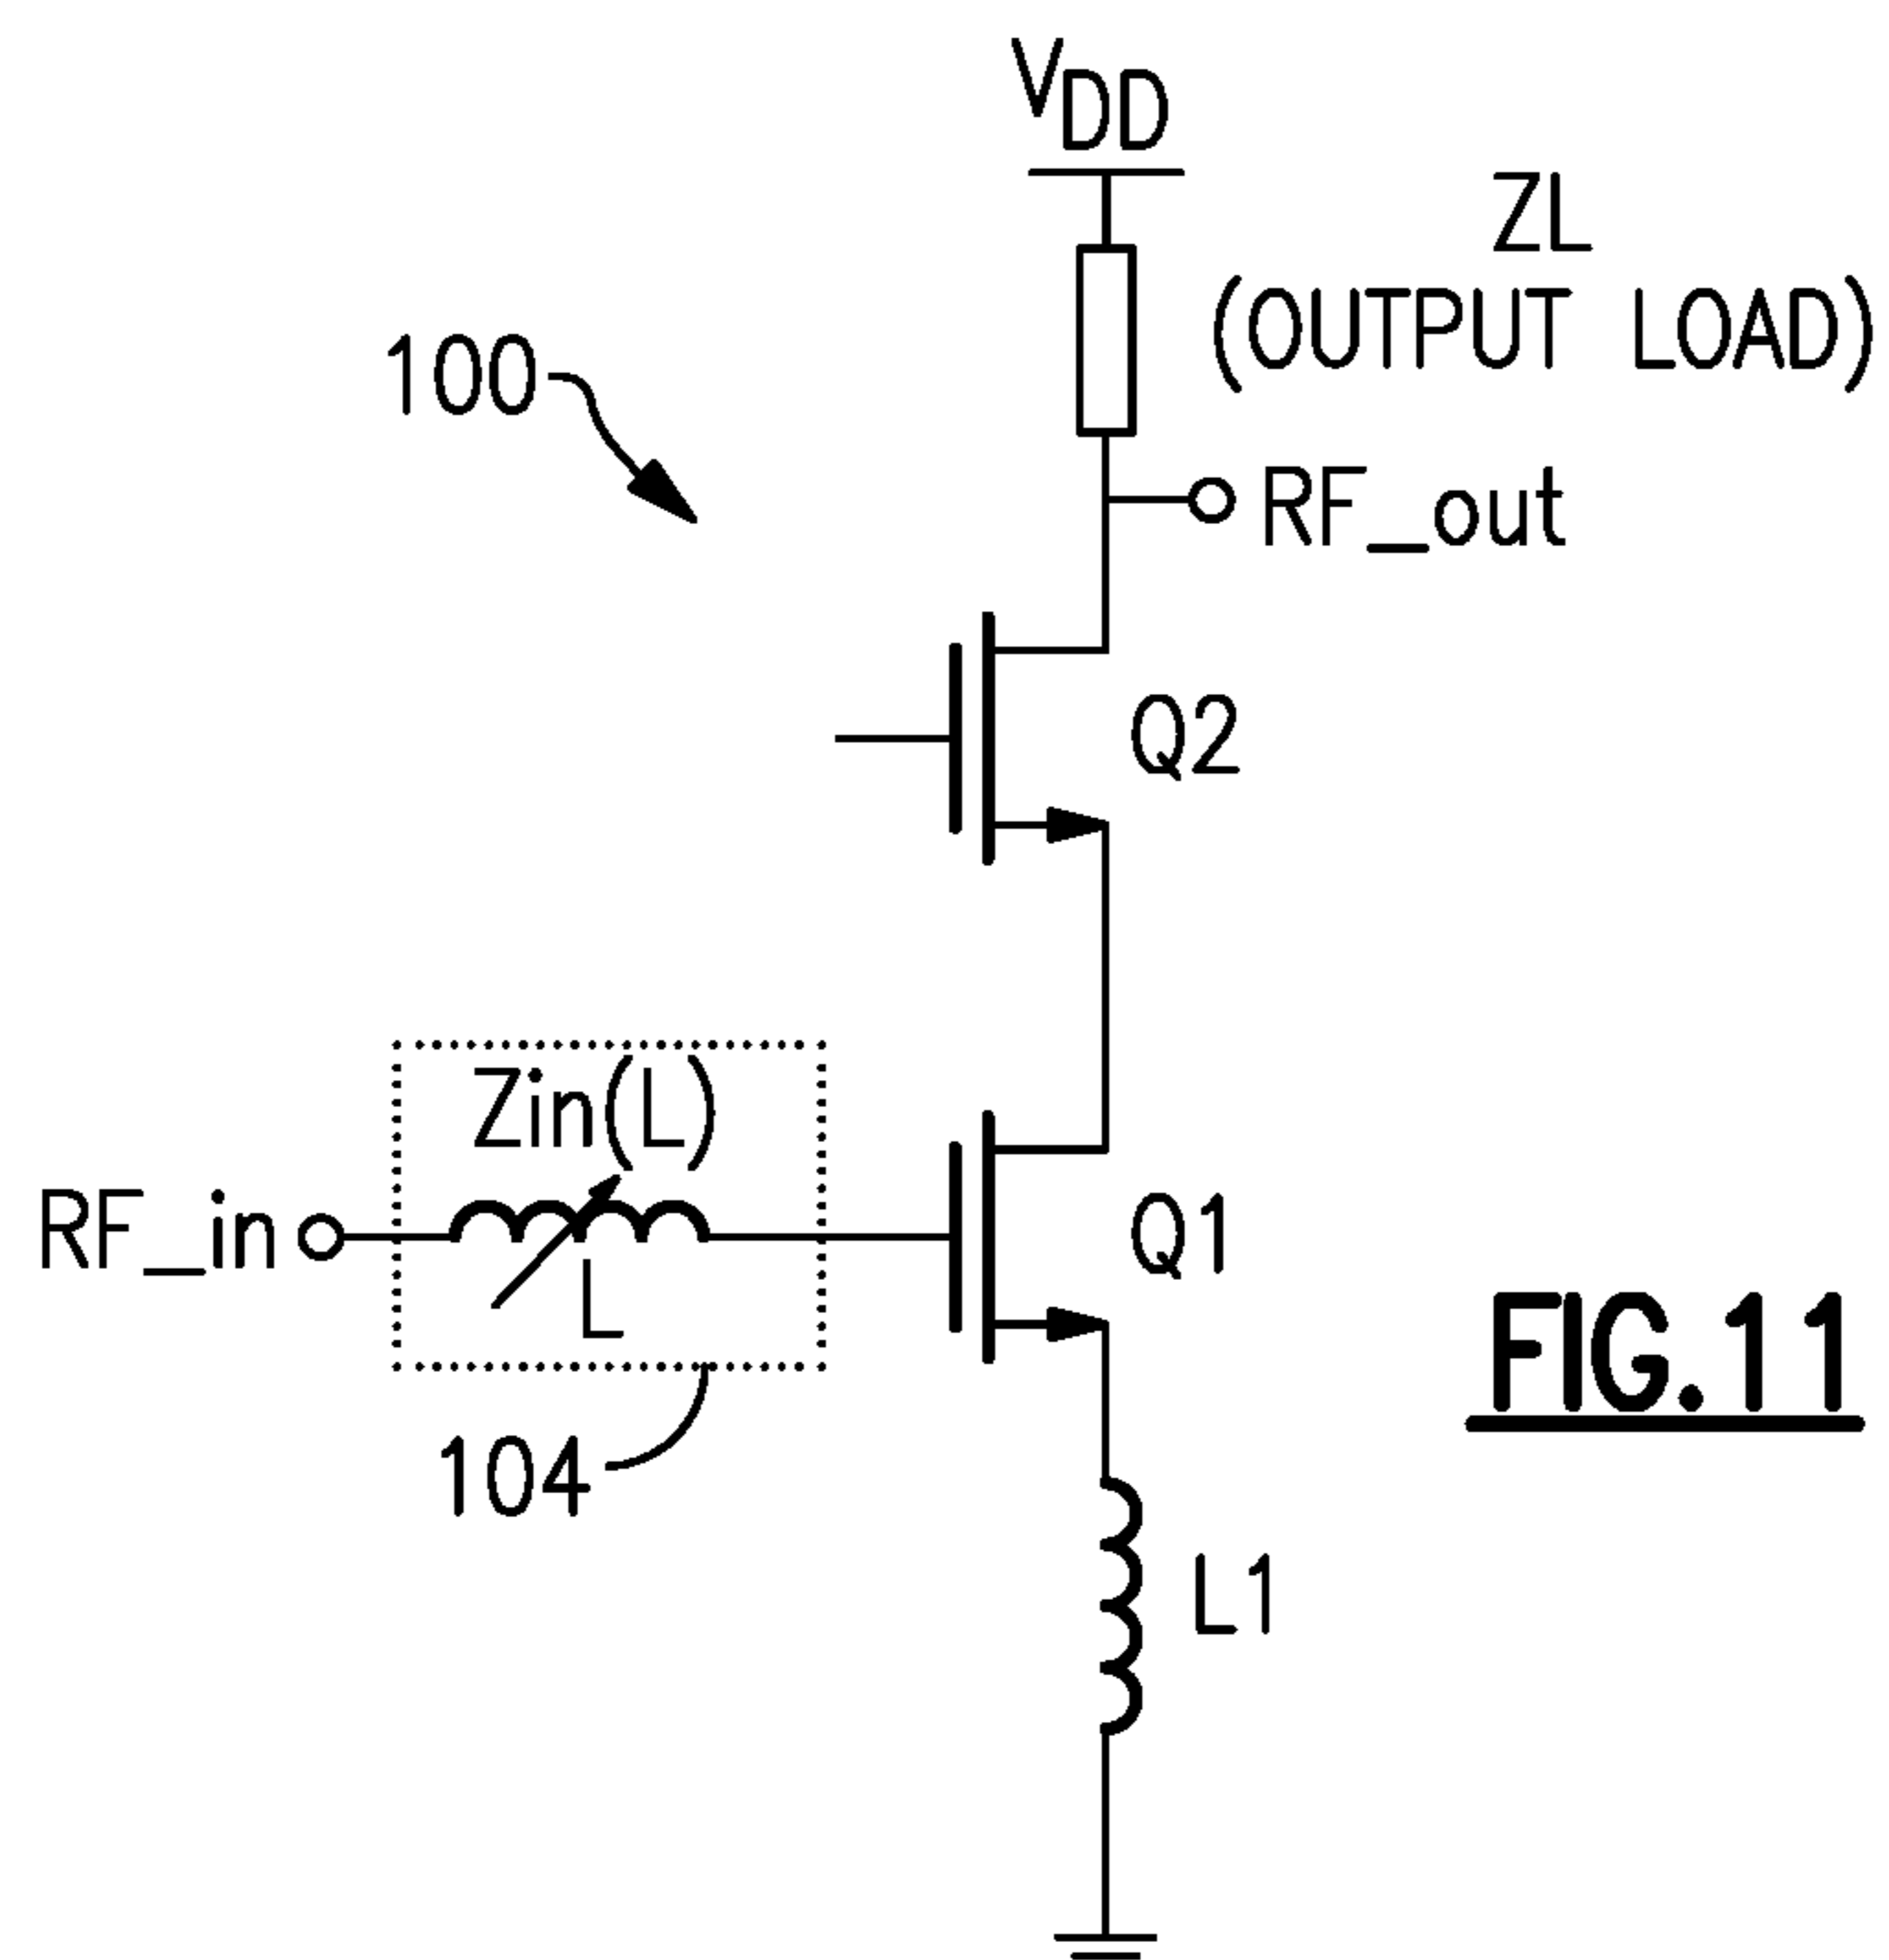 VDD
ZL
(OUTPUT LOAD)
100
RF_out
Q2
Zin(L)
RF_in
L
Q1
FIG.11
104
L1